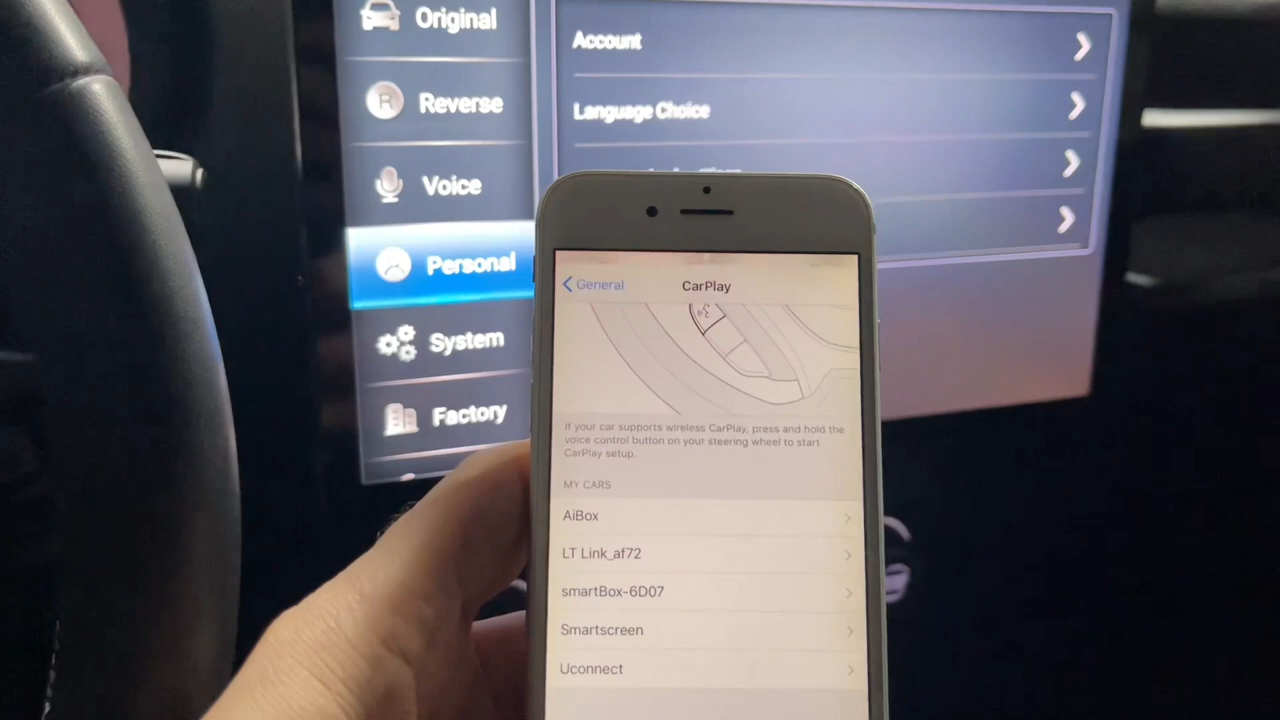 Original
Reverse
Voice
Personal
System
Factory
Account
Language Choice
General
CarPlay
If your car supports wireless CarPlay, press and hold the
voice control button on your steering wheel to start
CarPlay setup.
MY CARS
AiBox
LT Link_af72
smartBox-6D07
Smartscreen
Uconnect